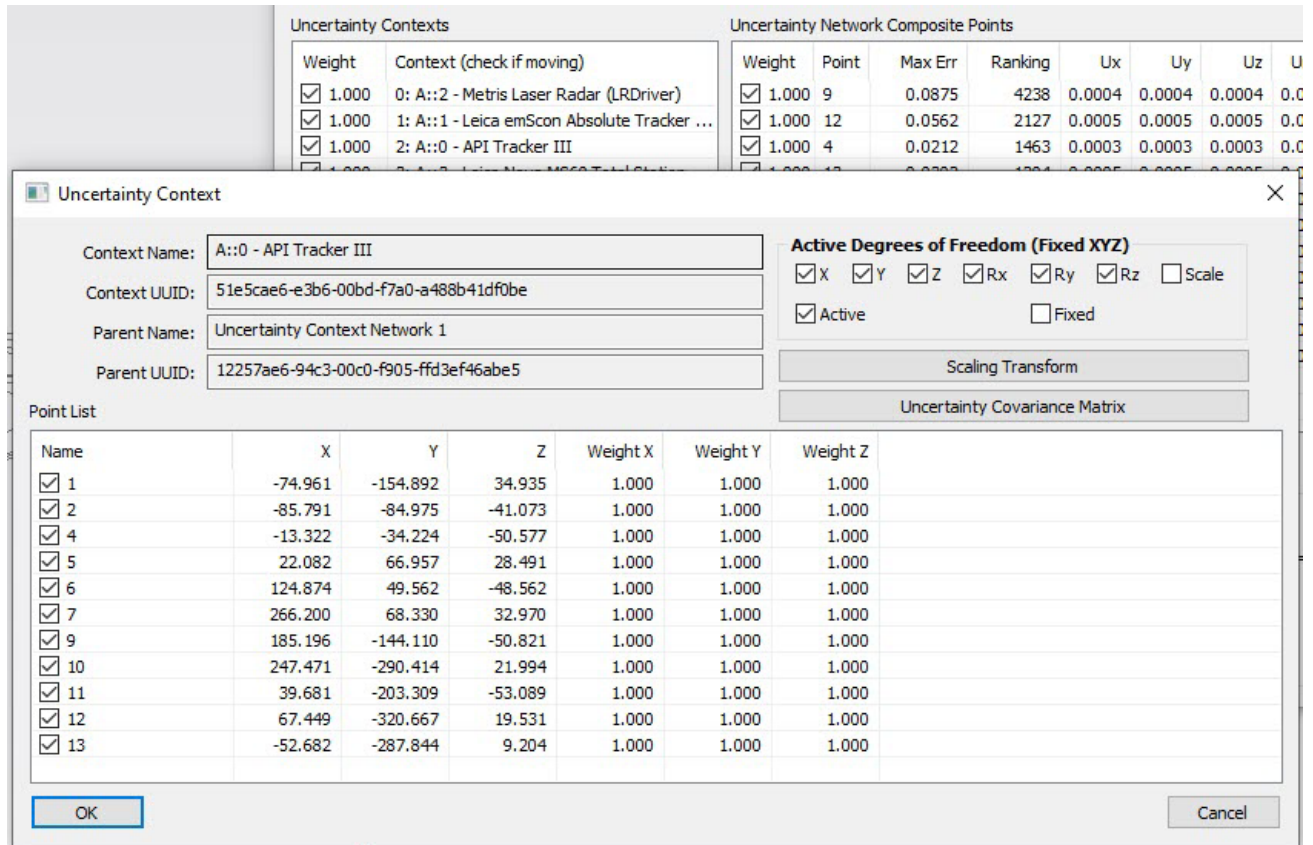 Uncertainty Contexts
Uncertainty Network Composite Points
Weight Context (check if moving)
Weight Point Max Err Ranking Ux Uy Uz
1.000 0: A::2 - Metris Laser Radar (LRDriver)
1.000 9 0.0875 4238 0.0004 0.0004 0.0004 0.0
1.000 1: A::1 - Leica emScon Absolute Tracker ...
1.000 12 0.0562 2127 0.0005 0.0005 0.0005 0.0
1.000 2: A::0 - API Tracker III
1.000 4 0.0212 1463 0.0003 0.0003 0.0003 0.0
Uncertainty Context
Context Name: A::0 - API Tracker III
Context UUID: 51e5cae6-e3b6-00bd-f7a0-a488b41df0be
Parent Name: Uncertainty Context Network 1
Parent UUID: 12257ae6-94c3-00c0-f905-ffd3ef46abe5
Active Degrees of Freedom (Fixed XYZ)
X Y Z Rx Ry Rz Scale
Active Fixed
Scaling Transform
Uncertainty Covariance Matrix
Point List
Name X Y Z Weight X Weight Y Weight Z
1 -74.961 -154.892 34.935 1.000 1.000 1.000
2 -85.791 -84.975 -41.073 1.000 1.000 1.000
4 -13.322 -34.224 -50.577 1.000 1.000 1.000
5 22.082 66.957 28.491 1.000 1.000 1.000
6 124.874 49.562 -48.562 1.000 1.000 1.000
7 266.200 68.330 32.970 1.000 1.000 1.000
9 185.196 -144.110 -50.821 1.000 1.000 1.000
10 247.471 -290.414 21.994 1.000 1.000 1.000
11 39.681 -203.309 -53.089 1.000 1.000 1.000
12 67.449 -320.667 19.531 1.000 1.000 1.000
13 -52.682 -287.844 9.204 1.000 1.000 1.000
OK
Cancel